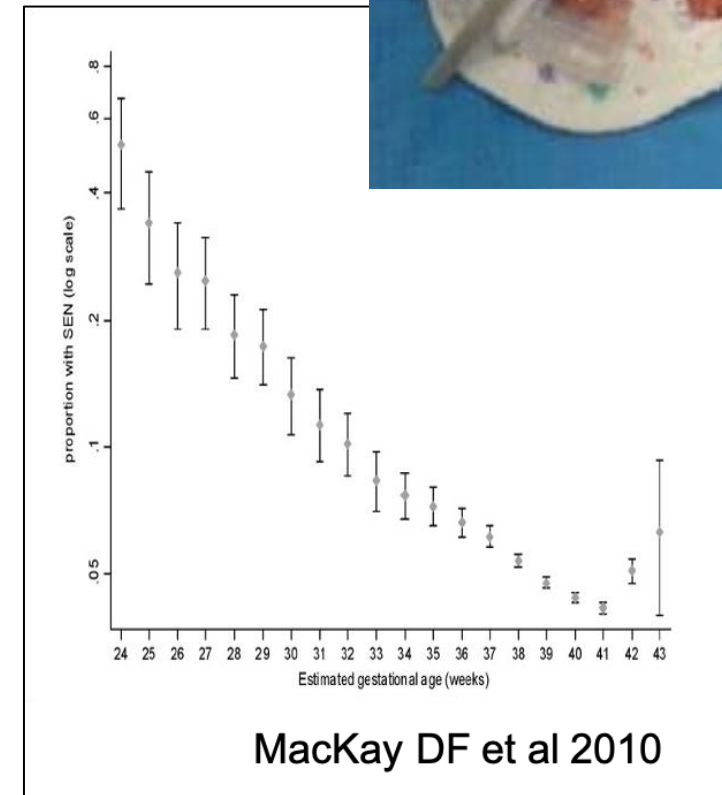 proportion with SEN (log scale)
.8
.6
.4
.2
.1
.05
24 25 26 27 28 29 30 31 32 33 34 35 36 37 38 39 40 41 42 43
Estimated gestational age (weeks)
MacKay DF et al 2010